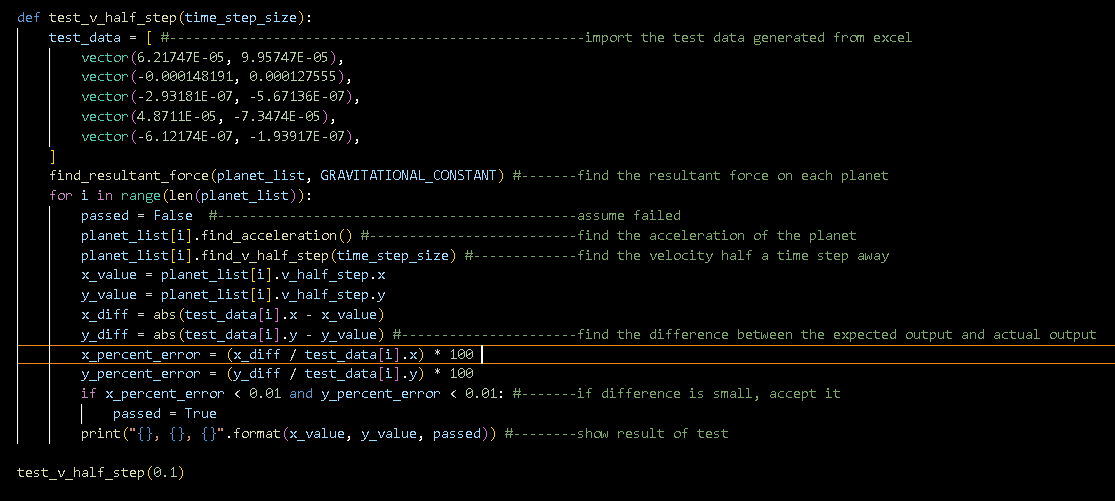 def test_v_half_step(time_step_size):
    test_data = [ #----------------------------------------------------import the test data generated from excel
        vector(6.21747E-05, 9.95747E-05),
        vector(-0.000148191, 0.000127555),
        vector(-2.93181E-07, -5.67136E-07),
        vector(4.8711E-05, -7.3474E-05),
        vector(-6.12174E-07, -1.93917E-07),
    ]
    find_resultant_force(planet_list, GRAVITATIONAL_CONSTANT) #-------find the resultant force on each planet
    for i in range(len(planet_list)):
        passed = False  #---------------------------------------------assume failed
        planet_list[i].find_acceleration() #--------------------------find the acceleration of the planet
        planet_list[i].find_v_half_step(time_step_size) #-------------find the velocity half a time step away
        x_value = planet_list[i].v_half_step.x
        y_value = planet_list[i].v_half_step.y
        x_diff = abs(test_data[i].x - x_value)
        y_diff = abs(test_data[i].y - y_value) #----------------------find the difference between the expected output and actual output
        x_percent_error = (x_diff / test_data[i].x) * 100
        y_percent_error = (y_diff / test_data[i].y) * 100
        if x_percent_error < 0.01 and y_percent_error < 0.01: #-------if difference is small, accept it
            passed = True
        print("{}, {}, {}".format(x_value, y_value, passed)) #--------show result of test
test_v_half_step(0.1)